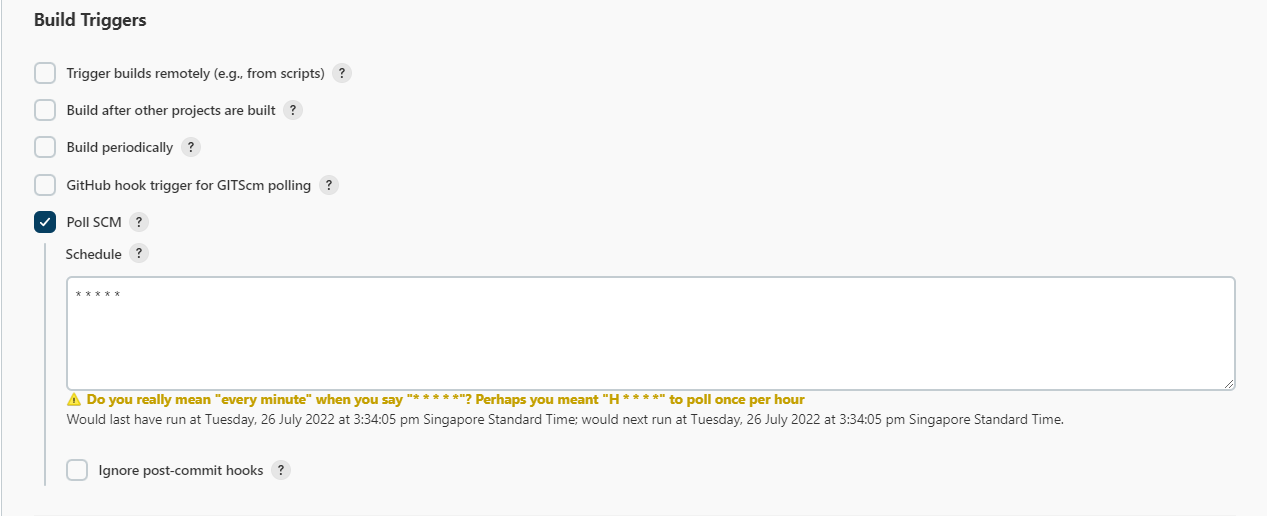 Build Triggers
Trigger builds remotely (e.g., from scripts) ?
Build after other projects are built ?
Build periodically ?
GitHub hook trigger for GITScm polling ?
Poll SCM ?
Schedule ?
* * * * *
Do you really mean "every minute" when you say "* * * * *"? Perhaps you meant "H * * * *" to poll once per hour
Would last have run at Tuesday, 26 July 2022 at 3:34:05 pm Singapore Standard Time; would next run at Tuesday, 26 July 2022 at 3:34:05 pm Singapore Standard Time.
Ignore post-commit hooks ?